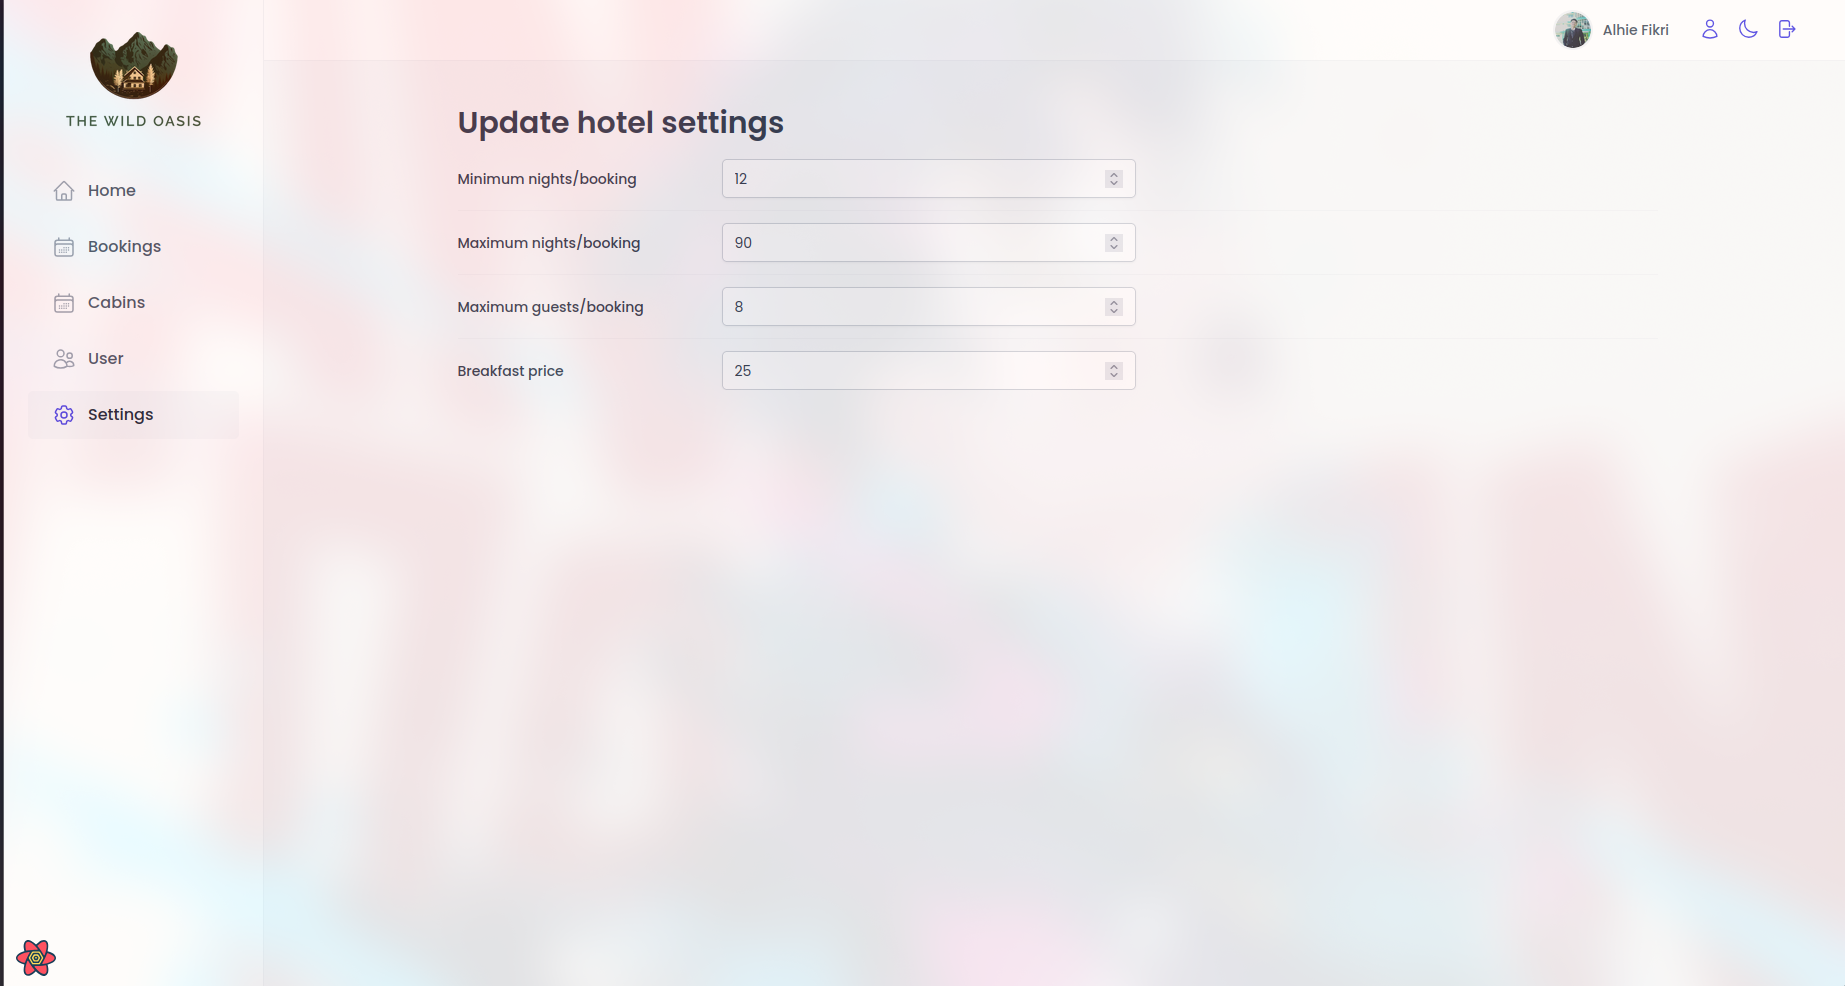 THE WILD OASIS
Home
Bookings
Cabins
User
Settings
Alhie Fikri
Update hotel settings
Minimum nights/booking
12
Maximum nights/booking
90
Maximum guests/booking
8
Breakfast price
25